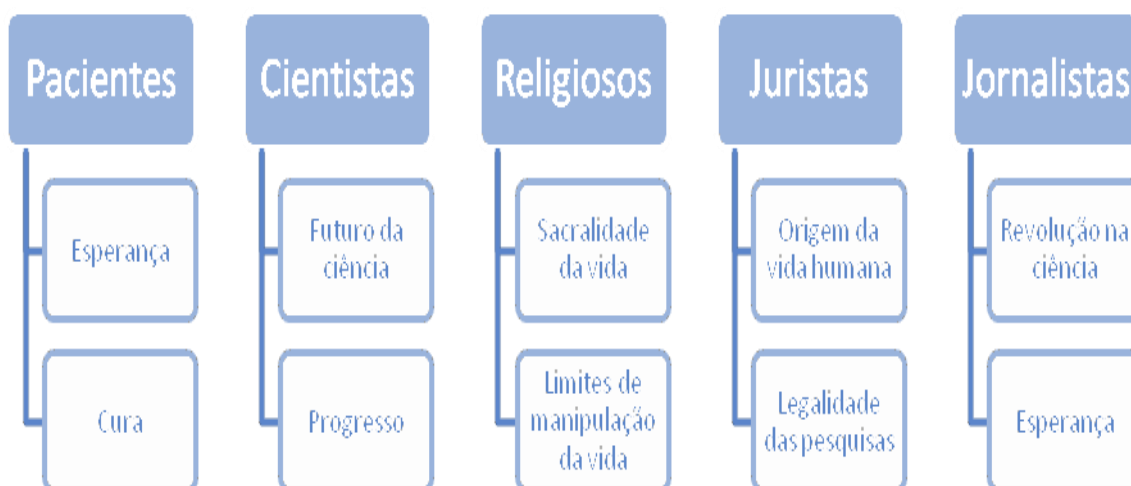 Pacientes
Esperança
Cura
Cientistas
Futuro da
ciência
Progresso
Religiosos
Sacralidade
da vida
Limites de
manipulação
da vida
Juristas
Origem da
vida humana
Legalidade
das pesquisas
Jornalistas
Revolução na
ciência
Esperança